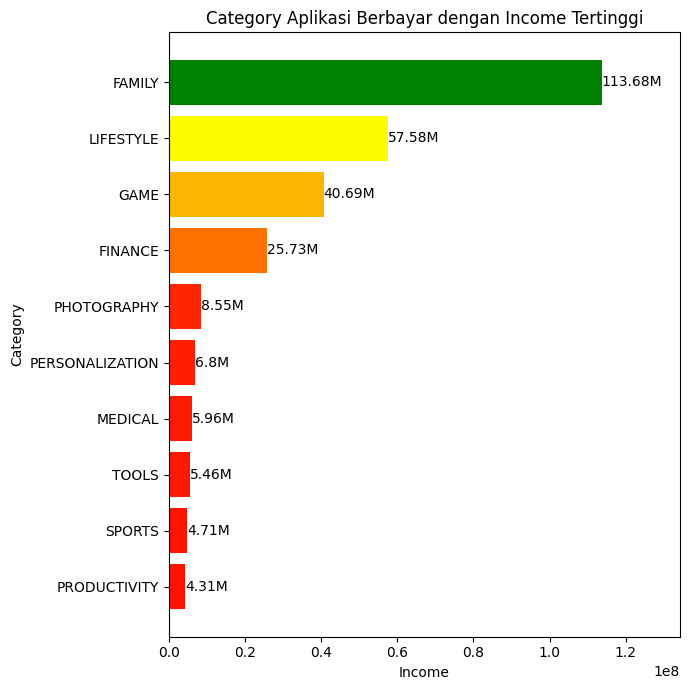 Category Aplikasi Berbayar dengan Income Tertinggi
FAMILY 113.68M
LIFESTYLE 57.58M
GAME 40.69M
FINANCE 25.73M
PHOTOGRAPHY 8.55M
PERSONALIZATION 6.8M
MEDICAL 5.96M
TOOLS 5.46M
SPORTS 4.71M
PRODUCTIVITY 4.31M
Category
0.0 0.2 0.4 0.6 0.8 1.0 1.2
Income
1e8